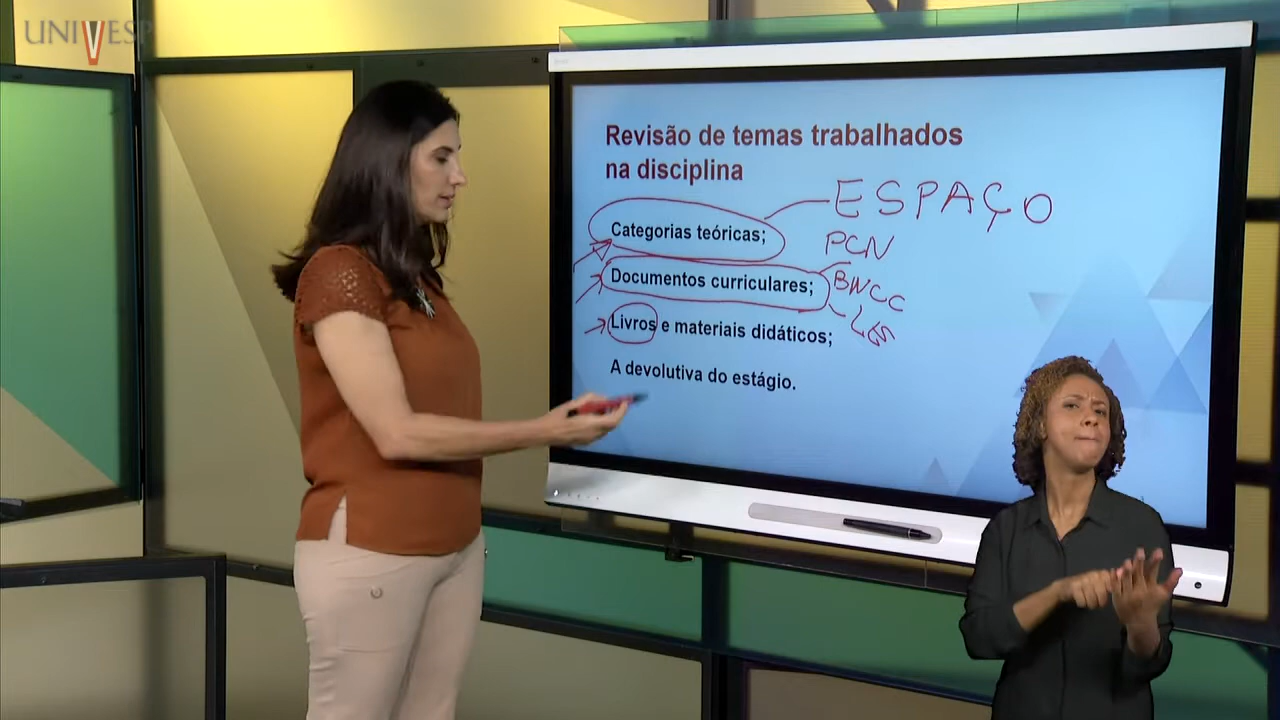 UNIVESP
Revisão de temas trabalhados
na disciplina
ESPAÇO
Categorias teóricas;
PCN
Documentos curriculares;
BNCC
Livros e materiais didáticos;
A devolutiva do estágio.